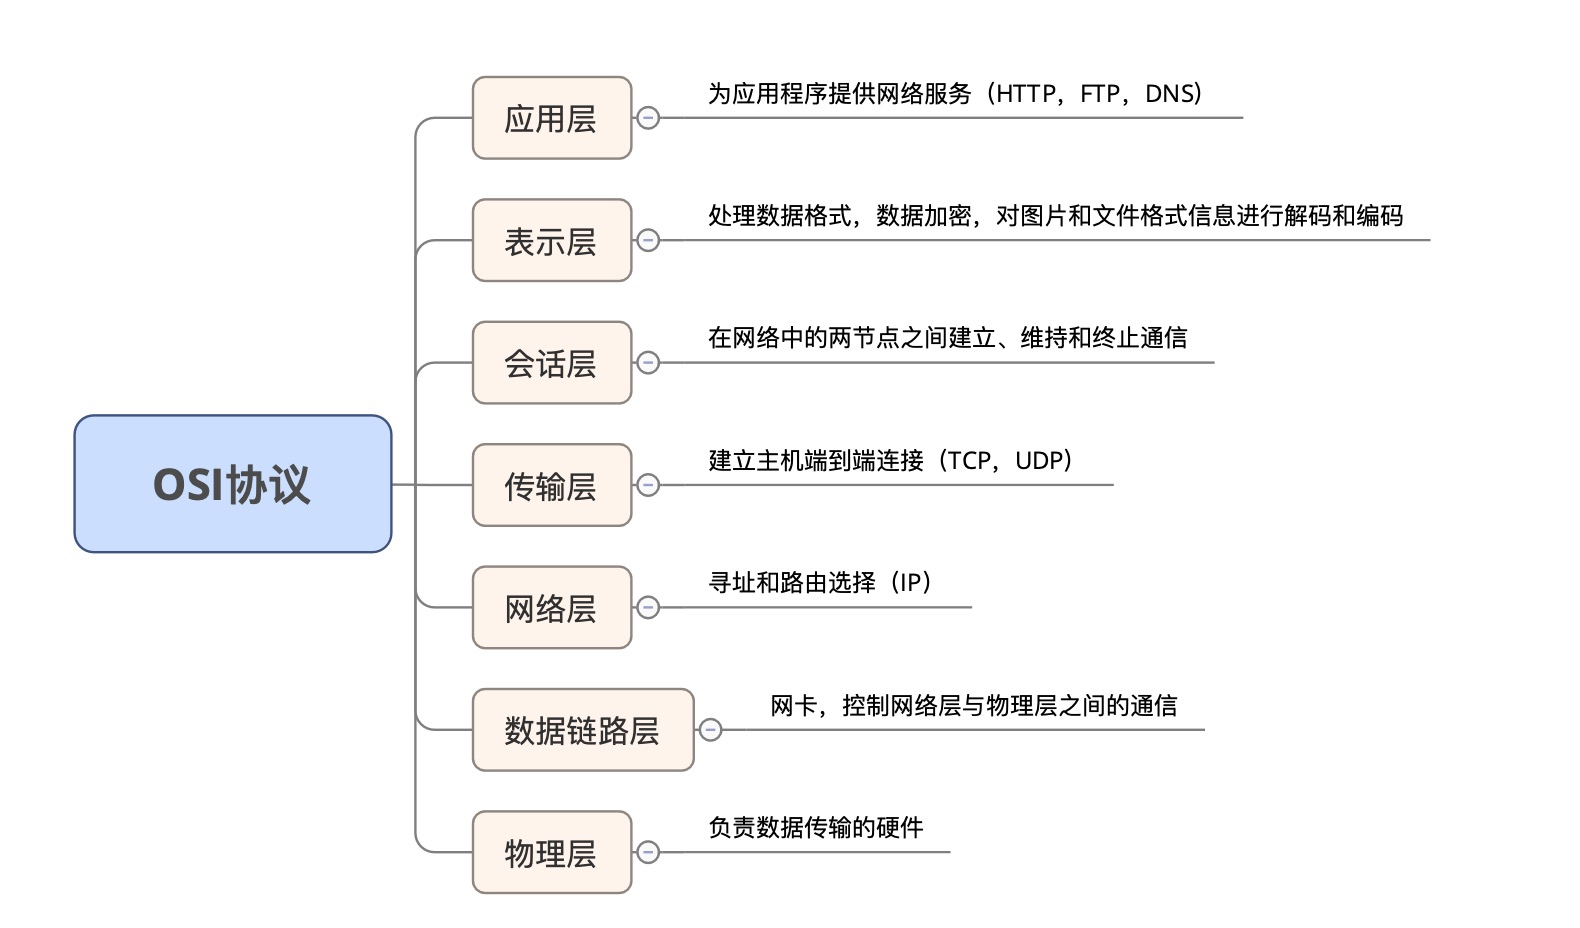 OSI协议
应用层
为应用程序提供网络服务（HTTP，FTP，DNS）
表示层
处理数据格式，数据加密，对图片和文件格式信息进行解码和编码
会话层
在网络中的两节点之间建立、维持和终止通信
传输层
建立主机端到端连接（TCP，UDP）
网络层
寻址和路由选择（IP）
数据链路层
网卡，控制网络层与物理层之间的通信
物理层
负责数据传输的硬件